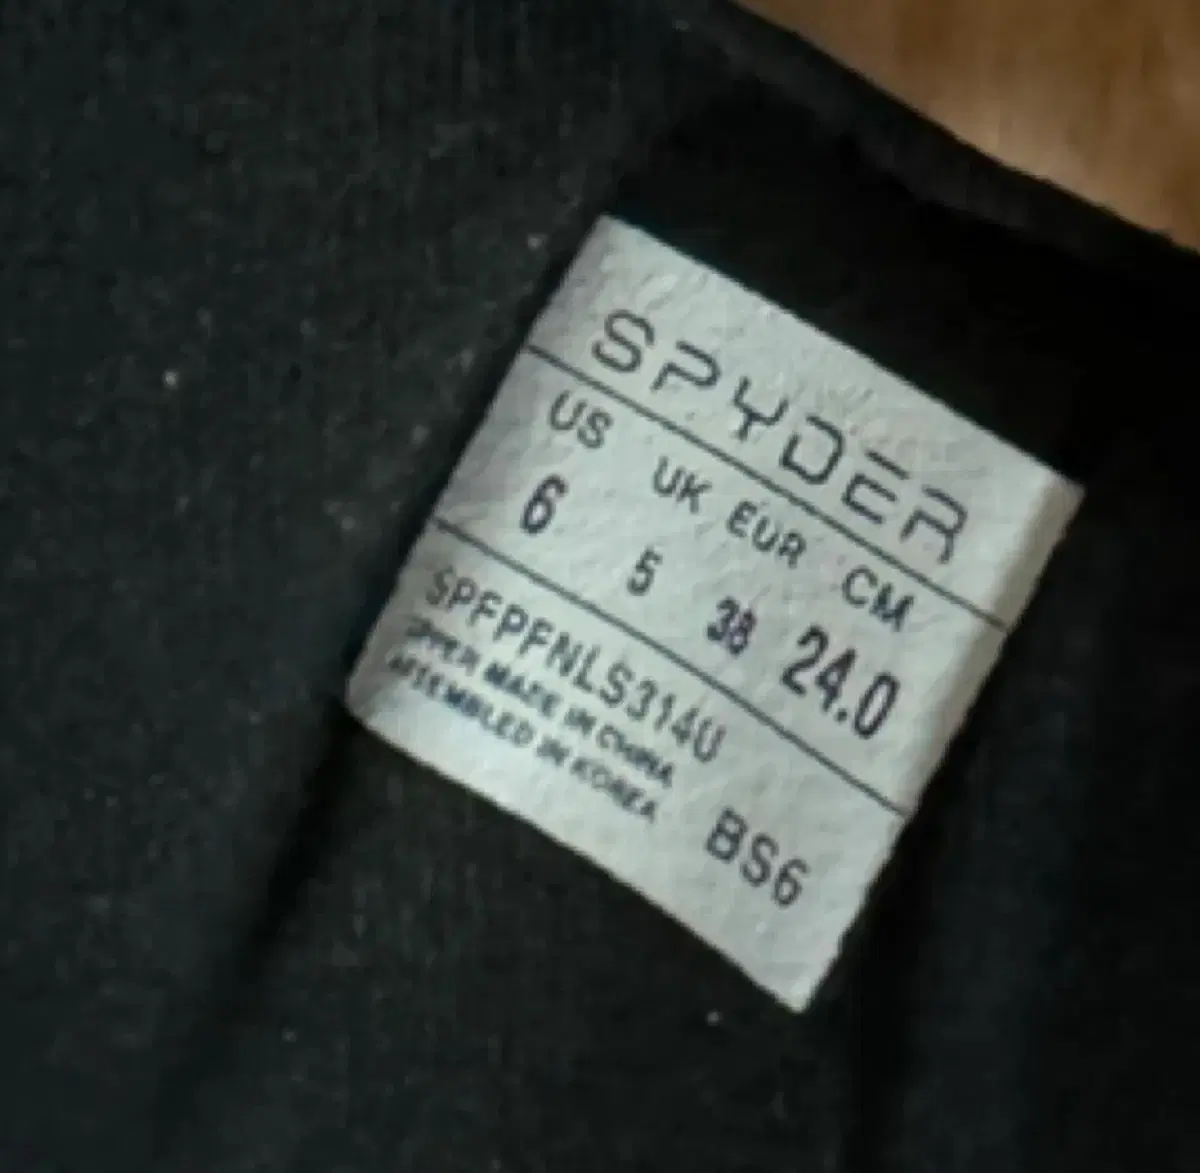 SPYDER
US UK EUR CM
6 5 38 24.0
SPFPFNLS314U
UPPER MADE IN CHINA
ASSEMBLED IN KOREA
BS6